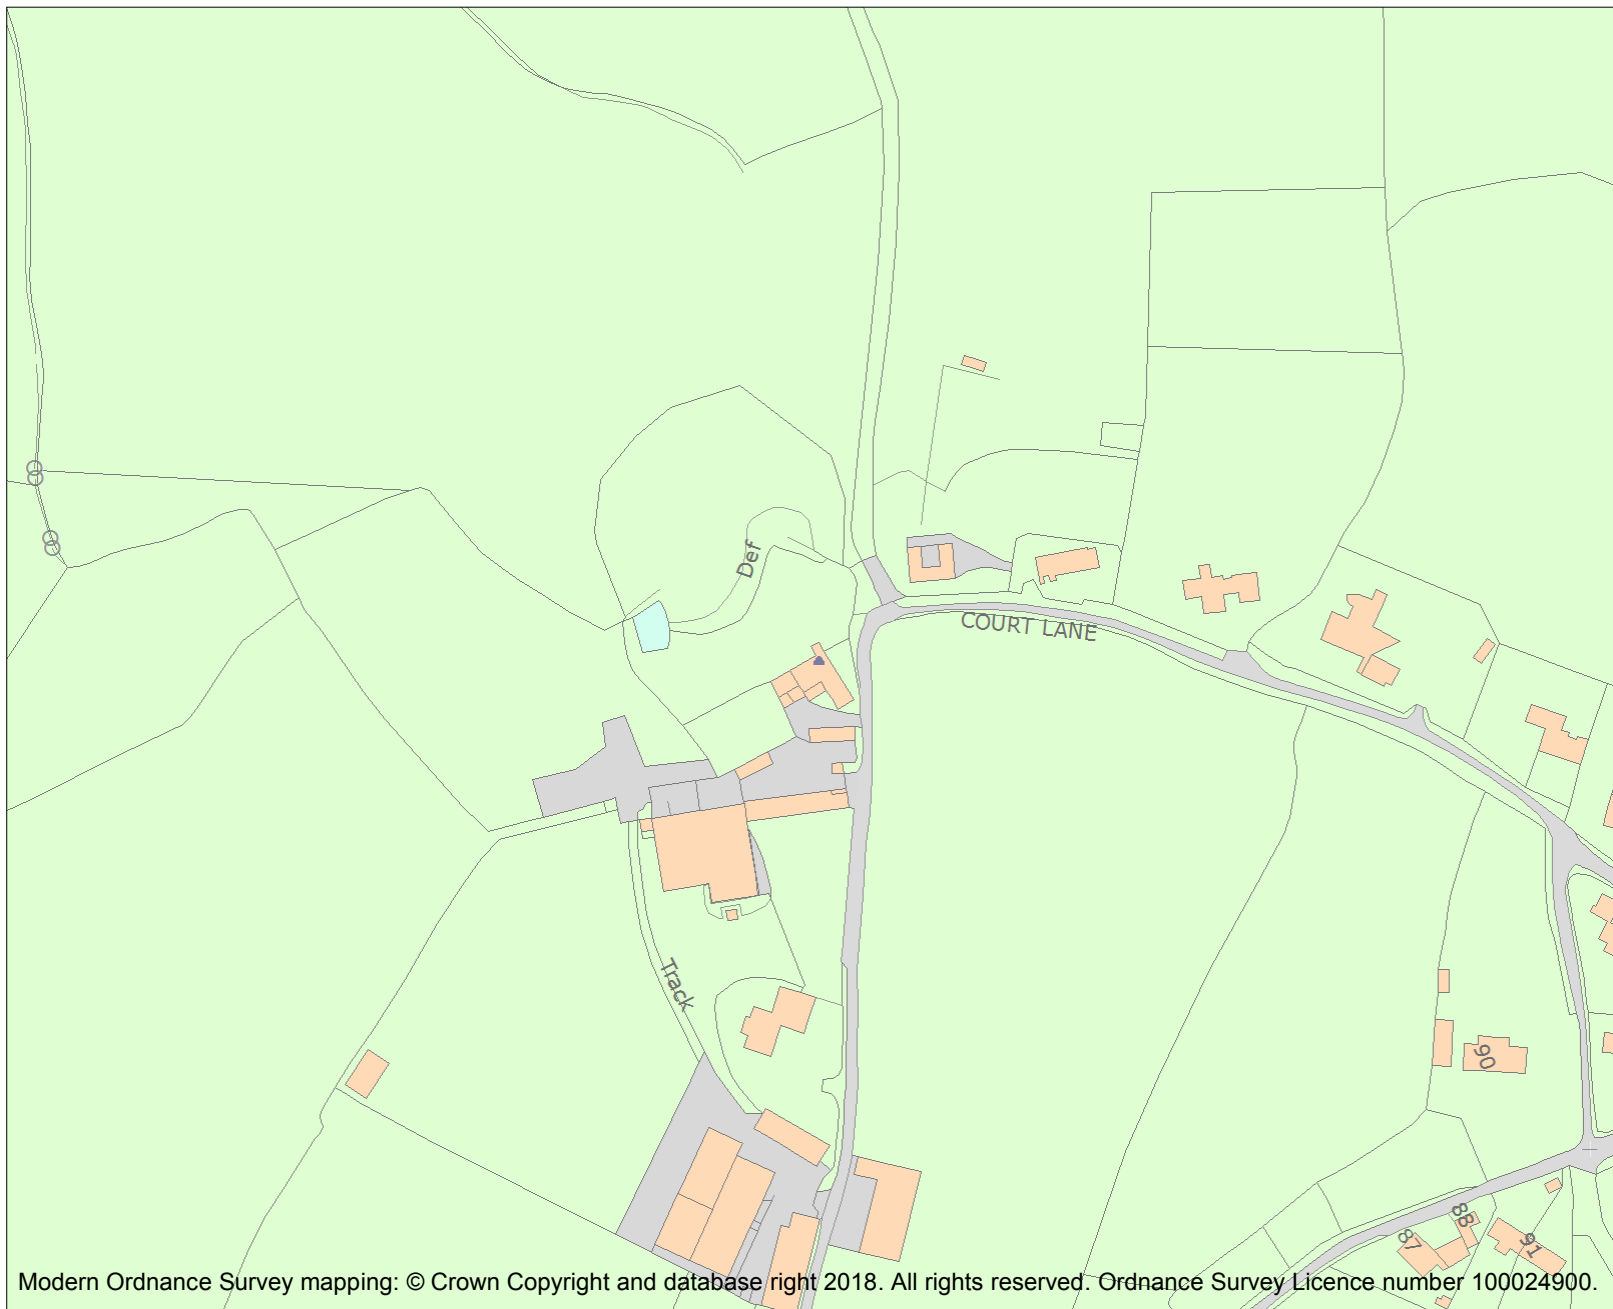 Def
COURT LANE
Track
90
88
87
91
Modern Ordnance Survey mapping: © Crown Copyright and database right 2018. All rights reserved. Ordnance Survey Licence number 100024900.